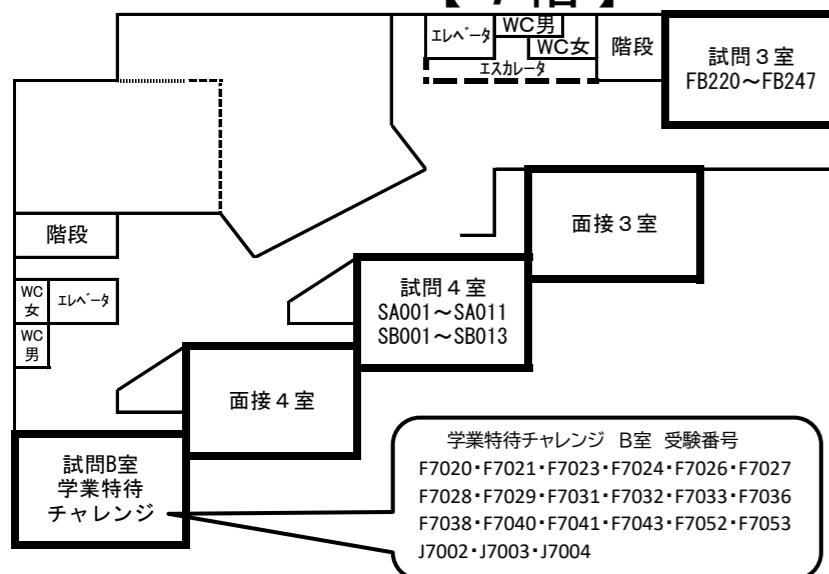 【７階】
ｴﾚﾍﾞｰﾀ
WC男
WC女
ｴｽｶﾚｰﾀ
階段
試問３室
FB220～FB247
面接３室
階段
試問４室
SA001～SA011
SB001～SB013
WC
女
ｴﾚﾍﾞｰﾀ
WC
男
面接４室
試問B室
学業特待
チャレンジ
学業特待チャレンジ　B室　受験番号
F7020・F7021・F7023・F7024・F7026・F7027
F7028・F7029・F7031・F7032・F7033・F7036
F7038・F7040・F7041・F7043・F7052・F7053
J7002・J7003・J7004